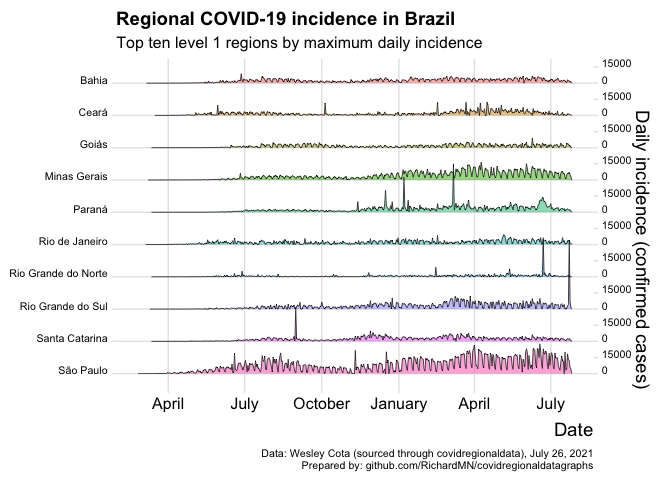 Regional COVID-19 incidence in Brazil
Top ten level 1 regions by maximum daily incidence
Bahia
15000
0
Ceará
15000
0
Goiás
15000
0
Minas Gerais
15000
0
Paraná
15000
0
Rio de Janeiro
15000
0
Rio Grande do Norte
15000
0
Rio Grande do Sul
15000
0
Santa Catarina
15000
0
São Paulo
15000
0
Daily incidence (confirmed cases)
April
July
October
January
April
July
Date
Data: Wesley Cota (sourced through covidregionaldata), July 26, 2021
Prepared by: github.com/RichardMN/covidregionaldatagraphs